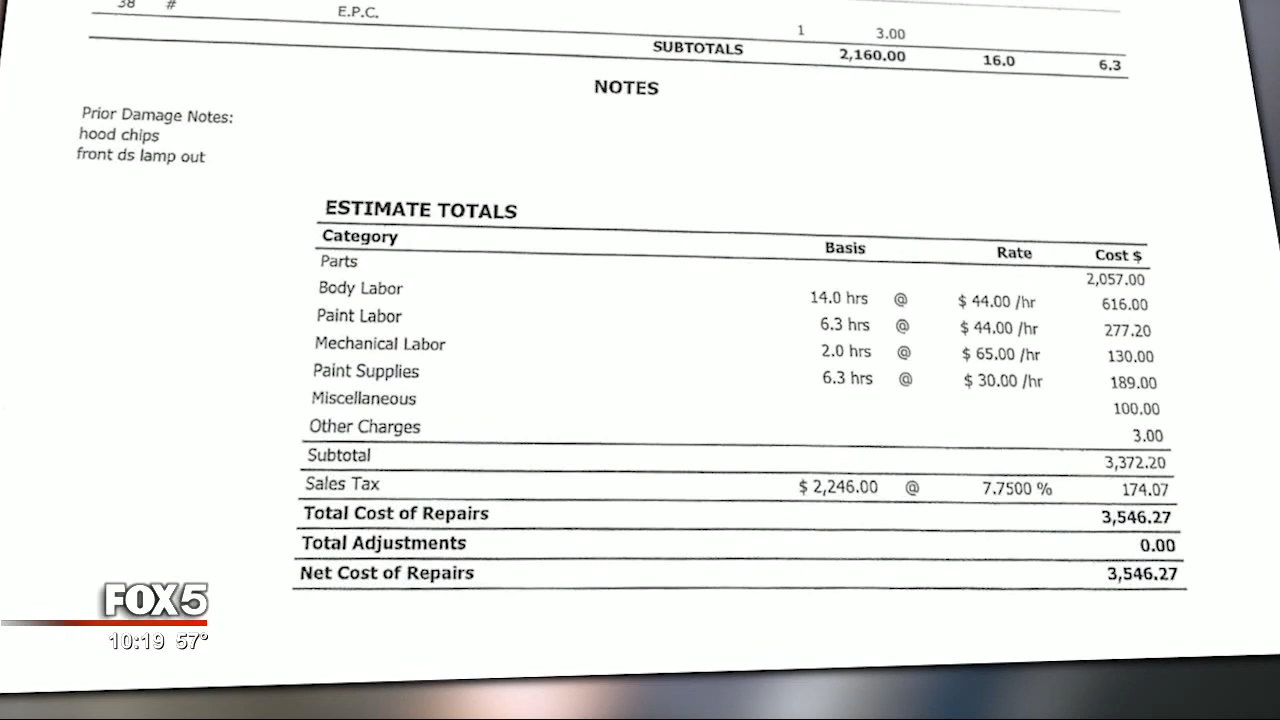 38 # E.P.C. 1 3.00
SUBTOTALS 2,160.00 16.0 6.3
NOTES
Prior Damage Notes:
hood chips
front ds lamp out
ESTIMATE TOTALS
Category Basis Rate Cost $
Parts 2,057.00
Body Labor 14.0 hrs @ $ 44.00 /hr 616.00
Paint Labor 6.3 hrs @ $ 44.00 /hr 277.20
Mechanical Labor 2.0 hrs @ $ 65.00 /hr 130.00
Paint Supplies 6.3 hrs @ $ 30.00 /hr 189.00
Miscellaneous 100.00
Other Charges 3.00
Subtotal 3,372.20
Sales Tax $ 2,246.00 @ 7.7500 % 174.07
Total Cost of Repairs 3,546.27
Total Adjustments 0.00
Net Cost of Repairs 3,546.27
FOX 5
10:19 57°